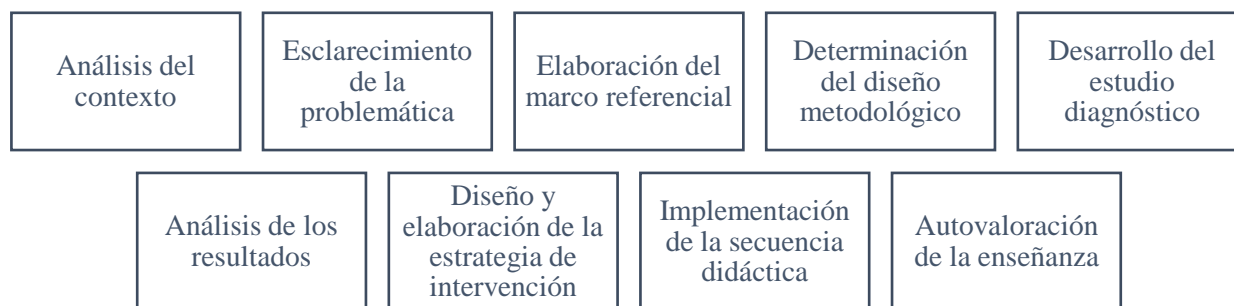 Análisis del
contexto
Esclarecimiento
de la
problemática
Elaboración del
marco referencial
Determinación
del diseño
metodológico
Desarrollo del
estudio
diagnóstico
Análisis de los
resultados
Diseño y
elaboración de la
estrategia de
intervención
Implementación
de la secuencia
didáctica
Autovaloración
de la enseñanza